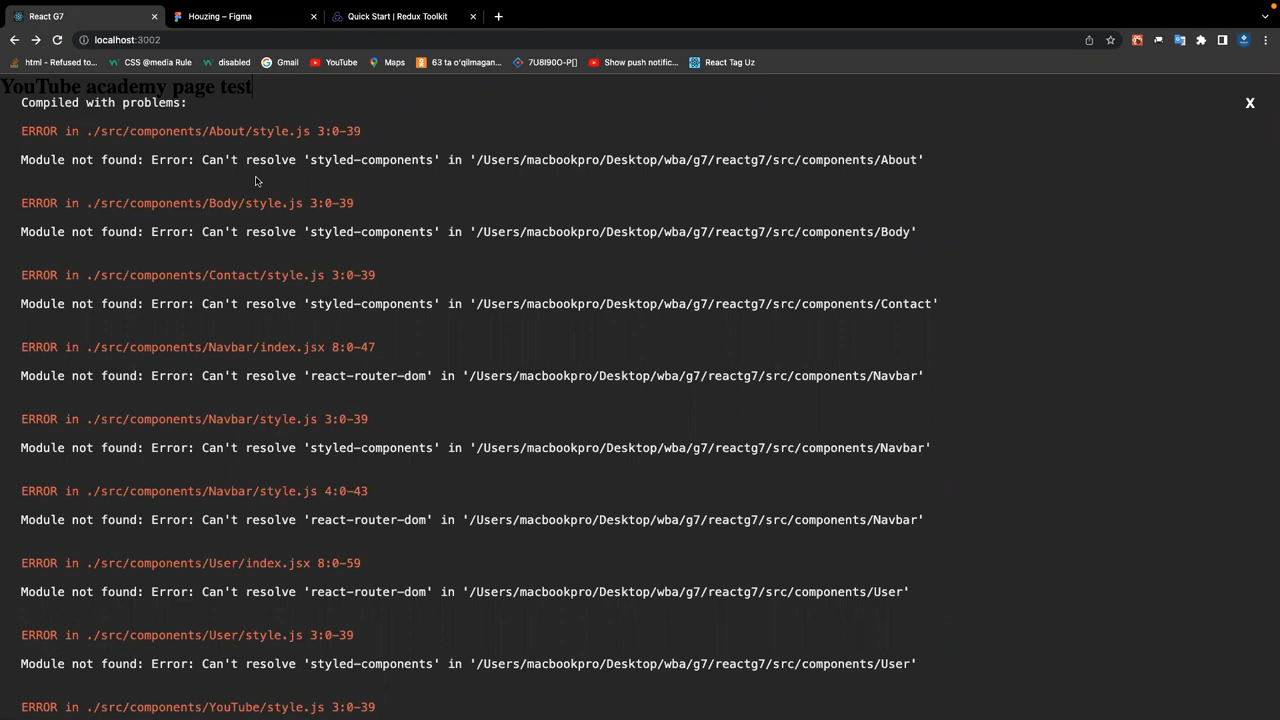 React G7
Houzing – Figma
Quick Start | Redux Toolkit
localhost:3002
html - Refused to...
CSS @media Rule
disabled
Gmail
YouTube
Maps
63 ta o'qilmagan...
7U8I90O-P[]
Show push notific...
React Tag Uz
YouTube academy page test
Compiled with problems:
X
ERROR in ./src/components/About/style.js 3:0-39
Module not found: Error: Can't resolve 'styled-components' in '/Users/macbookpro/Desktop/wba/g7/reactg7/src/components/About'
ERROR in ./src/components/Body/style.js 3:0-39
Module not found: Error: Can't resolve 'styled-components' in '/Users/macbookpro/Desktop/wba/g7/reactg7/src/components/Body'
ERROR in ./src/components/Contact/style.js 3:0-39
Module not found: Error: Can't resolve 'styled-components' in '/Users/macbookpro/Desktop/wba/g7/reactg7/src/components/Contact'
ERROR in ./src/components/Navbar/index.jsx 8:0-47
Module not found: Error: Can't resolve 'react-router-dom' in '/Users/macbookpro/Desktop/wba/g7/reactg7/src/components/Navbar'
ERROR in ./src/components/Navbar/style.js 3:0-39
Module not found: Error: Can't resolve 'styled-components' in '/Users/macbookpro/Desktop/wba/g7/reactg7/src/components/Navbar'
ERROR in ./src/components/Navbar/style.js 4:0-43
Module not found: Error: Can't resolve 'react-router-dom' in '/Users/macbookpro/Desktop/wba/g7/reactg7/src/components/Navbar'
ERROR in ./src/components/User/index.jsx 8:0-59
Module not found: Error: Can't resolve 'react-router-dom' in '/Users/macbookpro/Desktop/wba/g7/reactg7/src/components/User'
ERROR in ./src/components/User/style.js 3:0-39
Module not found: Error: Can't resolve 'styled-components' in '/Users/macbookpro/Desktop/wba/g7/reactg7/src/components/User'
ERROR in ./src/components/YouTube/style.js 3:0-39